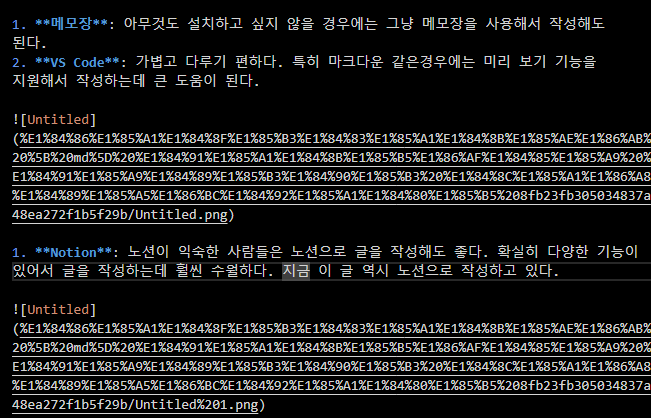 1. **메모장**: 아무것도 설치하고 싶지 않을 경우에는 그냥 메모장을 사용해서 작성해도
된다.
2. **VS Code**: 가볍고 다루기 편하다. 특히 마크다운 같은경우에는 미리 보기 기능을
지원해서 작성하는데 큰 도움이 된다.
![Untitled]
(%E1%84%86%E1%85%A1%E1%84%8F%E1%85%B3%E1%84%83%E1%85%A1%E1%84%8B%E1%85%AE%E1%86%AB%
20%5B%20md%5D%20%E1%84%91%E1%85%A1%E1%84%8B%E1%85%B5%E1%86%AF%E1%84%85%E1%85%A9%20%
E1%84%91%E1%85%A9%E1%84%89%E1%85%B3%E1%84%90%E1%85%B3%20%E1%84%8C%E1%85%A1%E1%86%A8
%E1%84%89%E1%85%A5%E1%86%BC%E1%84%92%E1%85%A1%E1%84%80%E1%85%B5%208fb23fb305034837a
48ea272f1b5f29b/Untitled.png)
1. **Notion**: 노션이 익숙한 사람들은 노션으로 글을 작성해도 좋다. 확실히 다양한 기능이
있어서 글을 작성하는데 훨씬 수월하다. 지금 이 글 역시 노션으로 작성하고 있다.
![Untitled]
(%E1%84%86%E1%85%A1%E1%84%8F%E1%85%B3%E1%84%83%E1%85%A1%E1%84%8B%E1%85%AE%E1%86%AB%
20%5B%20md%5D%20%E1%84%91%E1%85%A1%E1%84%8B%E1%85%B5%E1%86%AF%E1%84%85%E1%85%A9%20%
E1%84%91%E1%85%A9%E1%84%89%E1%85%B3%E1%84%90%E1%85%B3%20%E1%84%8C%E1%85%A1%E1%86%A8
%E1%84%89%E1%85%A5%E1%86%BC%E1%84%92%E1%85%A1%E1%84%80%E1%85%B5%208fb23fb305034837a
48ea272f1b5f29b/Untitled%201.png)